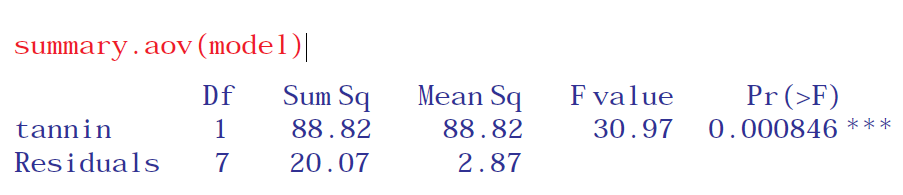 summary.aov(model)
Df Sum Sq Mean Sq F value Pr(>F)
tannin 1 88.82 88.82 30.97 0.000846 ***
Residuals 7 20.07 2.87